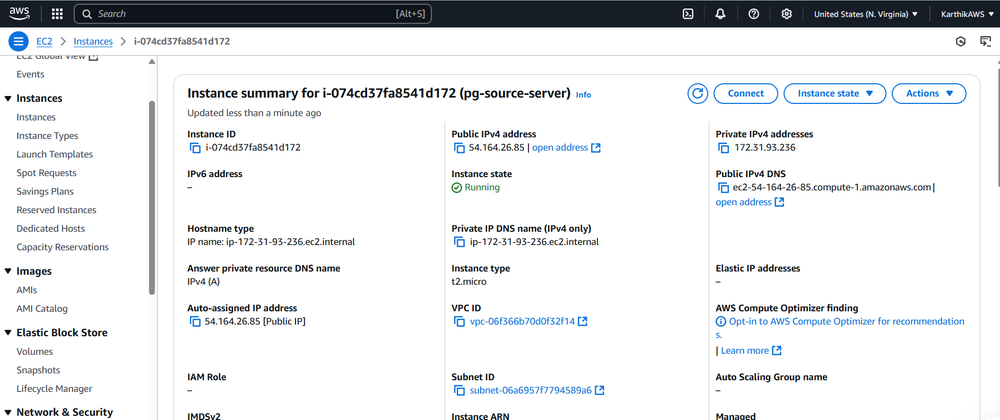 aws
Search [Alt+S]
United States (N. Virginia) ▼
KarthikAWS ▼
EC2 > Instances > i-074cd37fa8541d172
EC2 Global View
Events
Instances
Instances
Instance Types
Launch Templates
Spot Requests
Savings Plans
Reserved Instances
Dedicated Hosts
Capacity Reservations
Images
AMIs
AMI Catalog
Elastic Block Store
Volumes
Snapshots
Lifecycle Manager
Network & Security
Instance summary for i-074cd37fa8541d172 (pg-source-server) Info
Connect
Instance state ▼
Actions ▼
Updated less than a minute ago
Instance ID
i-074cd37fa8541d172
Public IPv4 address
54.164.26.85 | open address
Private IPv4 addresses
172.31.93.236
IPv6 address
–
Instance state
Running
Public IPv4 DNS
ec2-54-164-26-85.compute-1.amazonaws.com |
open address
Hostname type
IP name: ip-172-31-93-236.ec2.internal
Private IP DNS name (IPv4 only)
ip-172-31-93-236.ec2.internal
Answer private resource DNS name
IPv4 (A)
Instance type
t2.micro
Elastic IP addresses
–
Auto-assigned IP address
54.164.26.85 [Public IP]
VPC ID
vpc-06f366b70d0f32f14
AWS Compute Optimizer finding
Opt-in to AWS Compute Optimizer for recommendation
s.
| Learn more
IAM Role
–
Subnet ID
subnet-06a6957f7794589a6
Auto Scaling Group name
–
IMDSv2
Instance ARN
Managed